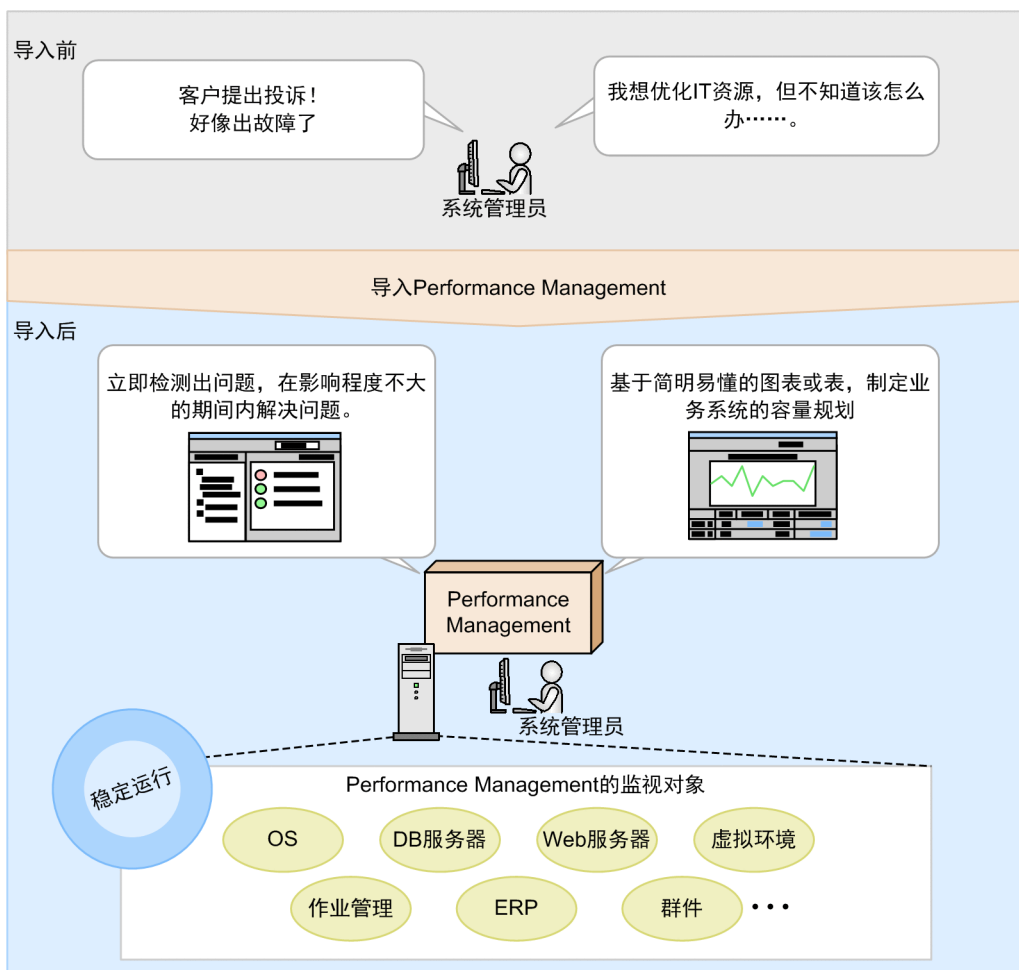 导入前
客户提出投诉！
好像出故障了
我想优化IT资源，但不知道该怎么
办……。
系统管理员
导入Performance Management
导入后
立即检测出问题，在影响程度不大
的期间内解决问题。
基于简明易懂的图表或表，制定业
务系统的容量规划
Performance
Management
系统管理员
稳定运行
Performance Management的监视对象
OS
DB服务器
Web服务器
虚拟环境
作业管理
ERP
群件
･･･